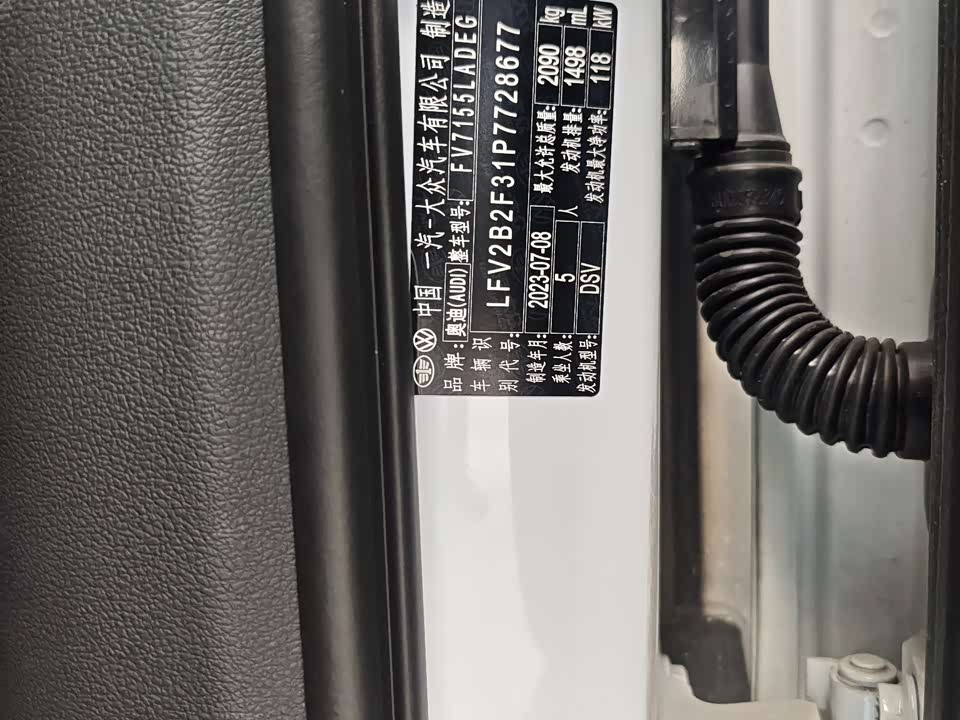 中国 一汽-大众汽车有限公司 制造
品牌: 奥迪(AUDI) 整车型号: FV7155LADEG
车辆识别代号: LFV2B2F31P7728677
制造年月: 2023-07-08 最大允许总质量: 2090 kg
乘坐人数: 5 人 发动机排量: 1498 mL
发动机型号: DSV 发动机最大净功率: 118 kW